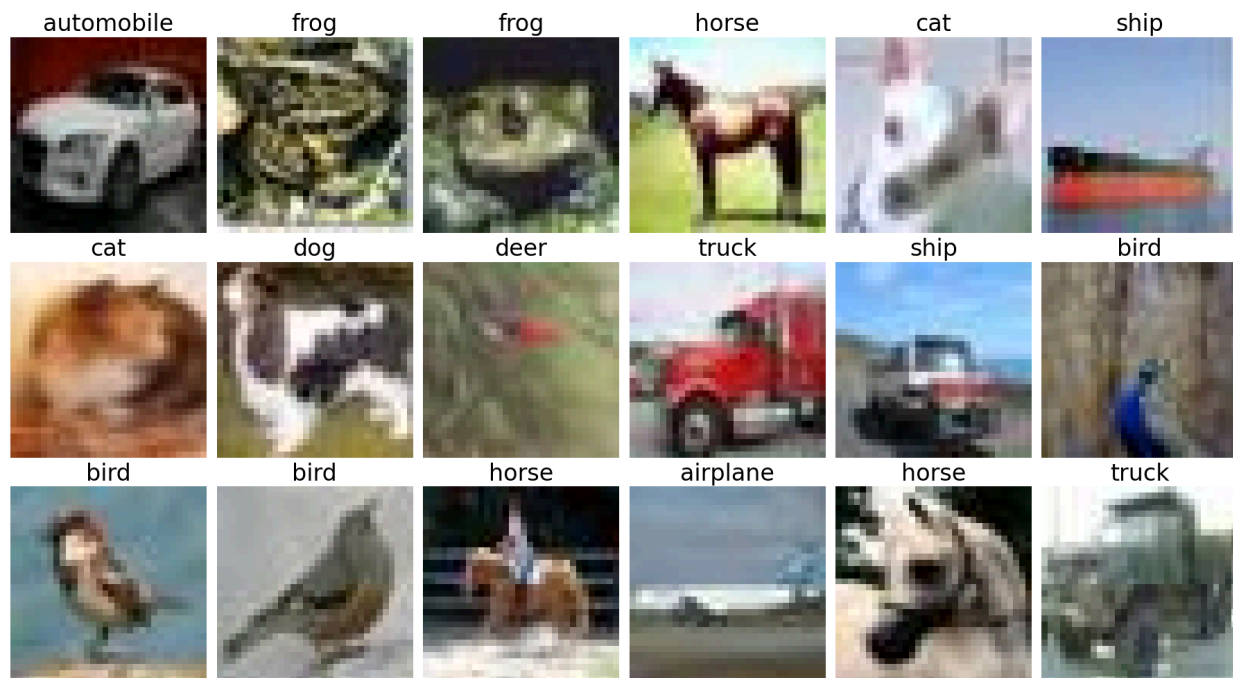 automobile frog frog horse cat ship
cat dog deer truck ship bird
bird bird horse airplane horse truck